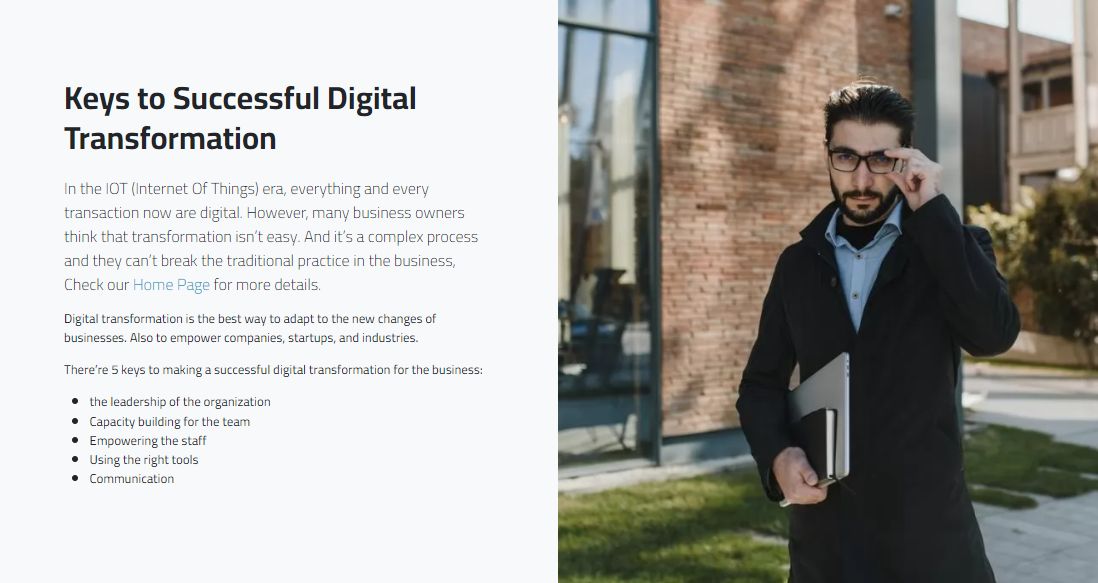 Keys to Successful Digital
Transformation
In the IOT (Internet Of Things) era, everything and every
transaction now are digital. However, many business owners
think that transformation isn't easy. And it's a complex process
and they can't break the traditional practice in the business,
Check our Home Page for more details.
Digital transformation is the best way to adapt to the new changes of
businesses. Also to empower companies, startups, and industries.
There're 5 keys to making a successful digital transformation for the business:
the leadership of the organization
Capacity building for the team
Empowering the staff
Using the right tools
Communication